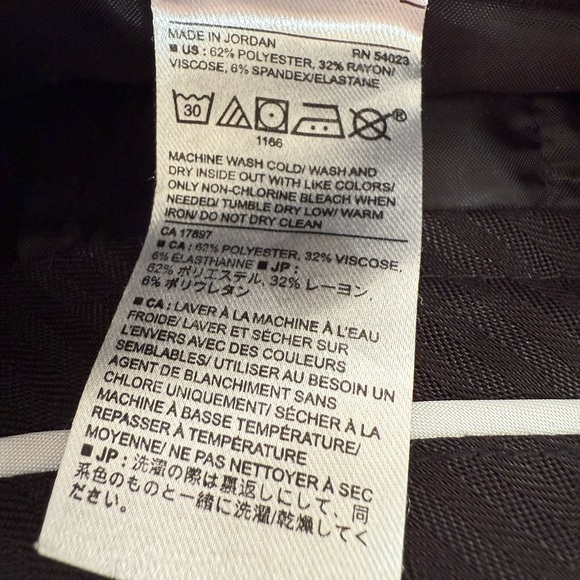 MADE IN JORDAN RN 54023
■ US : 62% POLYESTER, 32% RAYON/
VISCOSE, 6% SPANDEX/ELASTANE
30 ®
1166
MACHINE WASH COLD/ WASH AND
DRY INSIDE OUT WITH LIKE COLORS/
ONLY NON-CHLORINE BLEACH WHEN
NEEDED/ TUMBLE DRY LOW/ WARM
IRON/ DO NOT DRY CLEAN
CA 17897
■ CA : 62% POLYESTER, 32% VISCOSE,
6% ÉLASTHANNE ■ JP :
62% ポリエステル, 32% レーヨン,
6% ポリウレタン
■ CA : LAVER À LA MACHINE À L'EAU
FROIDE/ LAVER ET SÉCHER SUR
L'ENVERS AVEC DES COULEURS
SEMBLABLES/ UTILISER AU BESOIN UN
AGENT DE BLANCHIMENT SANS
CHLORE UNIQUEMENT/ SÉCHER À LA
MACHINE À BASSE TEMPÉRATURE/
REPASSER À TEMPÉRATURE
MOYENNE/ NE PAS NETTOYER À SEC
■ JP : 洗濯の際は裏返しにして、同
系色のものと一緒に洗濯/乾燥してく
ださい。